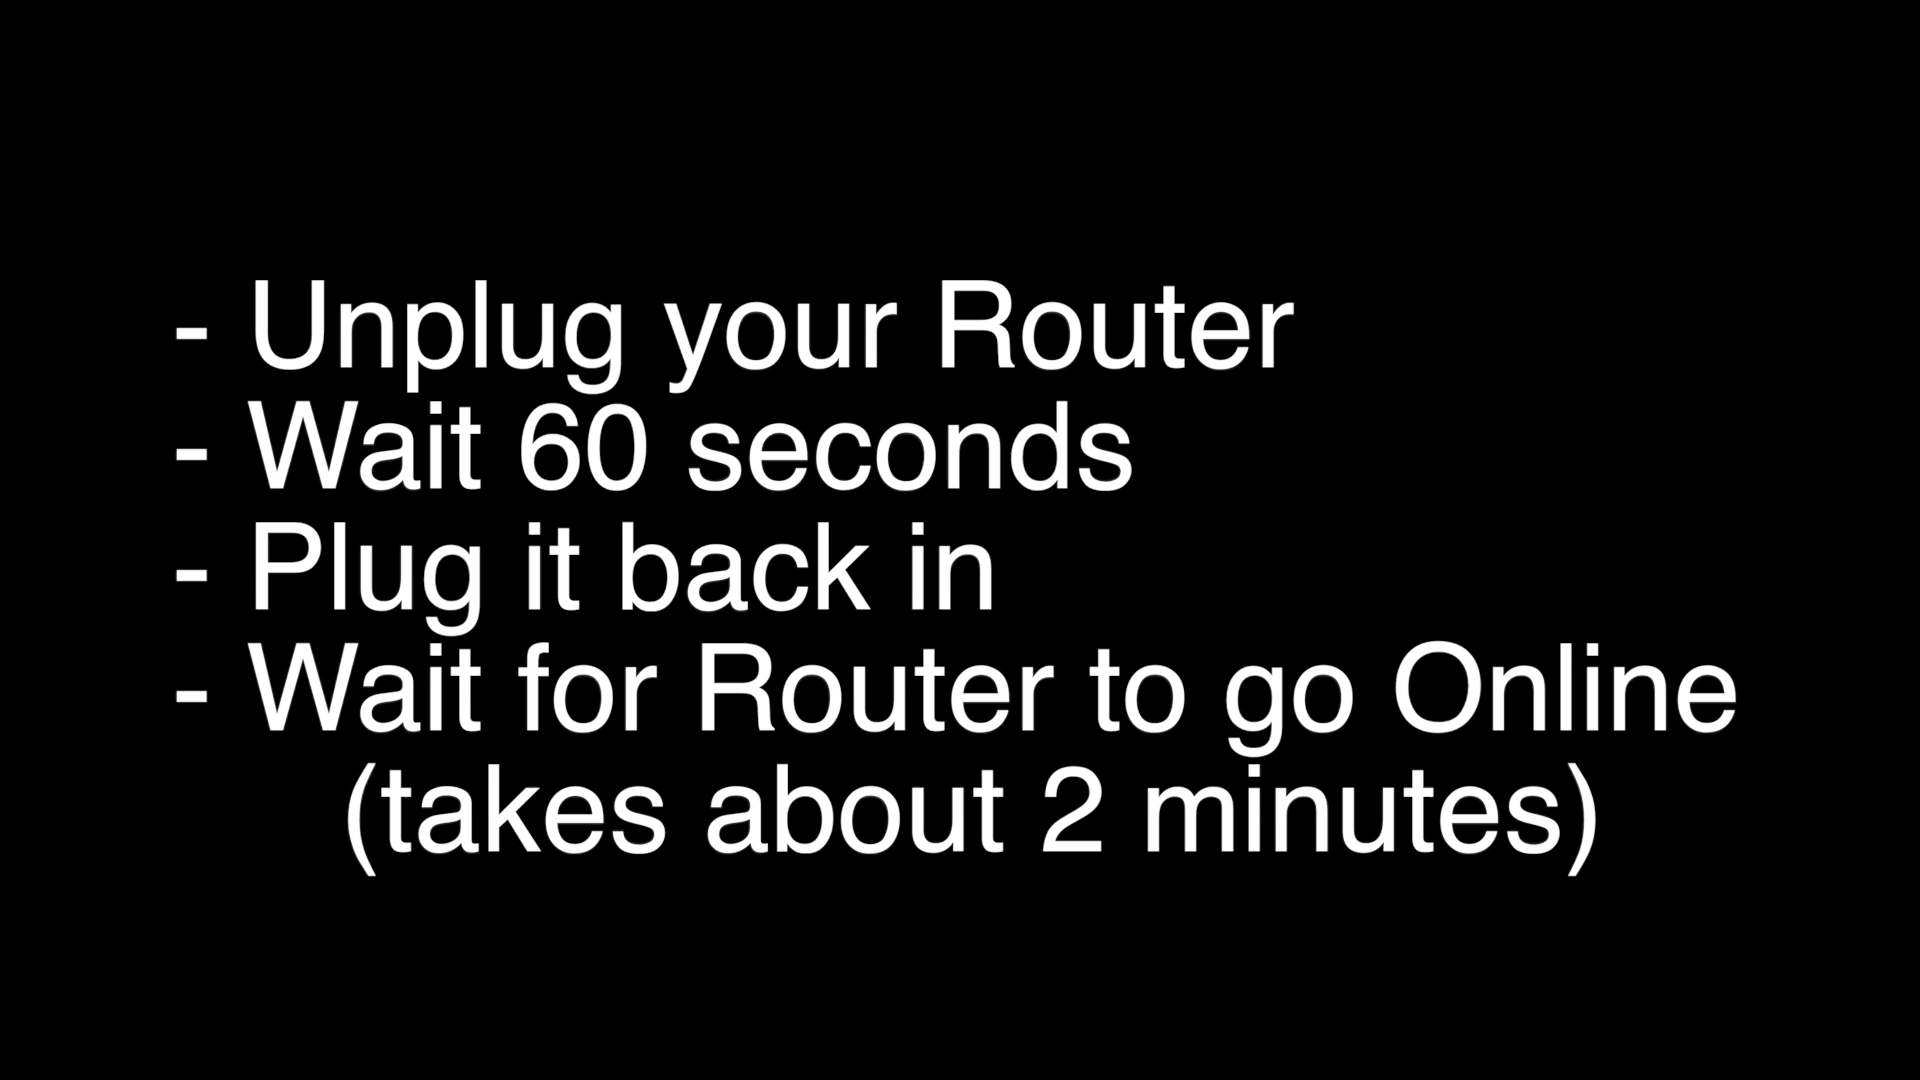 - Unplug your Router
- Wait 60 seconds
- Plug it back in
- Wait for Router to go Online
(takes about 2 minutes)